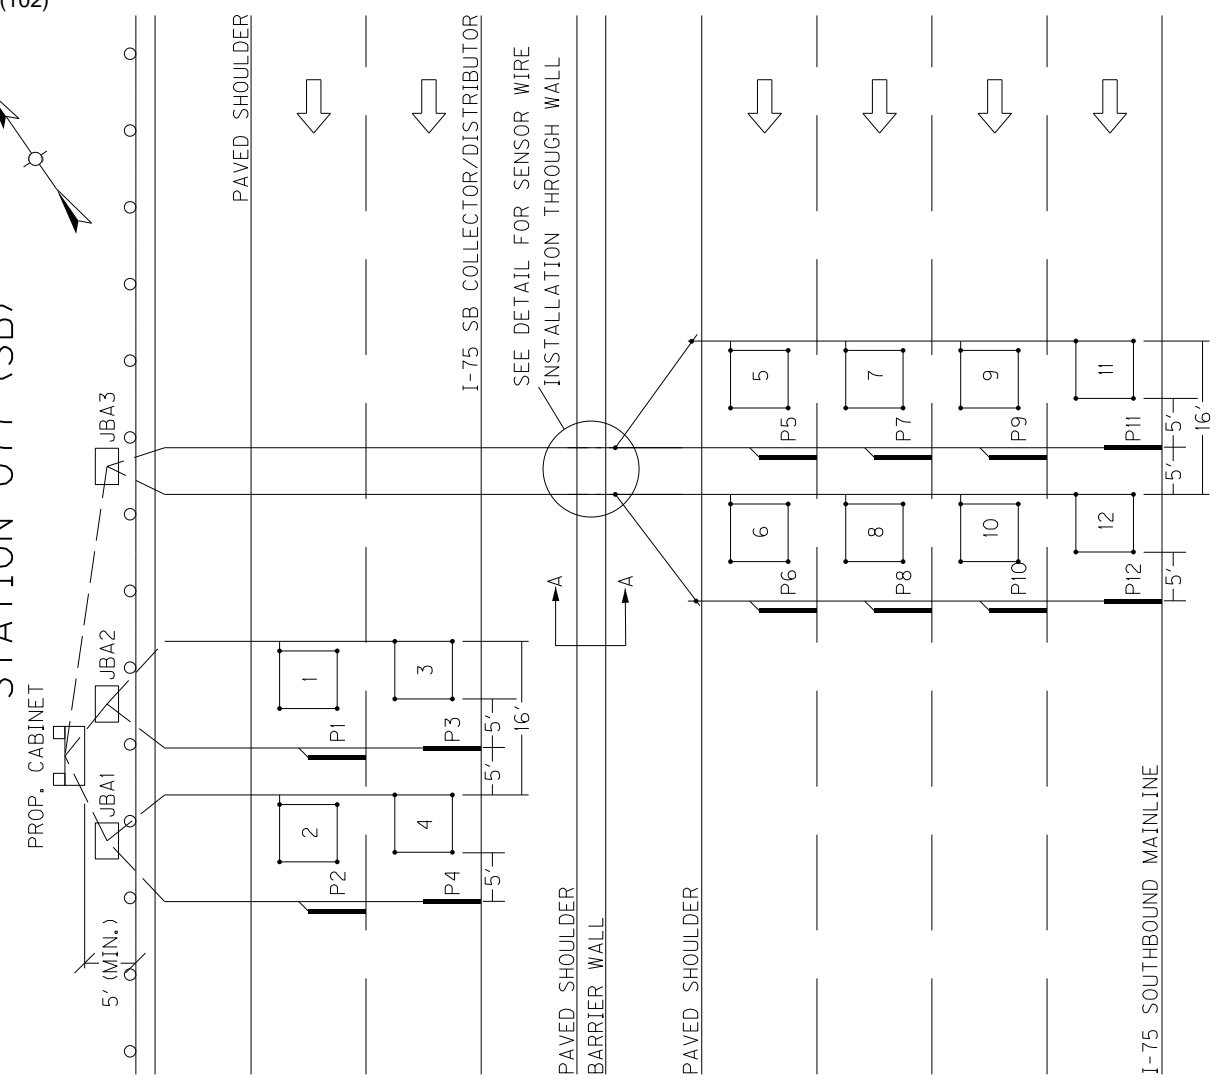 (102)
PROP. CABINET
JBA1
JBA2
JBA3
5' (MIN.)
PAVED SHOULDER
I-75 SB COLLECTOR/DISTRIBUTOR
SEE DETAIL FOR SENSOR WIRE
INSTALLATION THROUGH WALL
PAVED SHOULDER
BARRIER WALL
PAVED SHOULDER
I-75 SOUTHBOUND MAINLINE
1
3
P1
P3
5'
5'
16'
2
4
P2
P4
5'
A
A
5
7
9
11
P5
P7
P9
P11
5'
5'
16'
6
8
10
12
P6
P8
P10
P12
5'